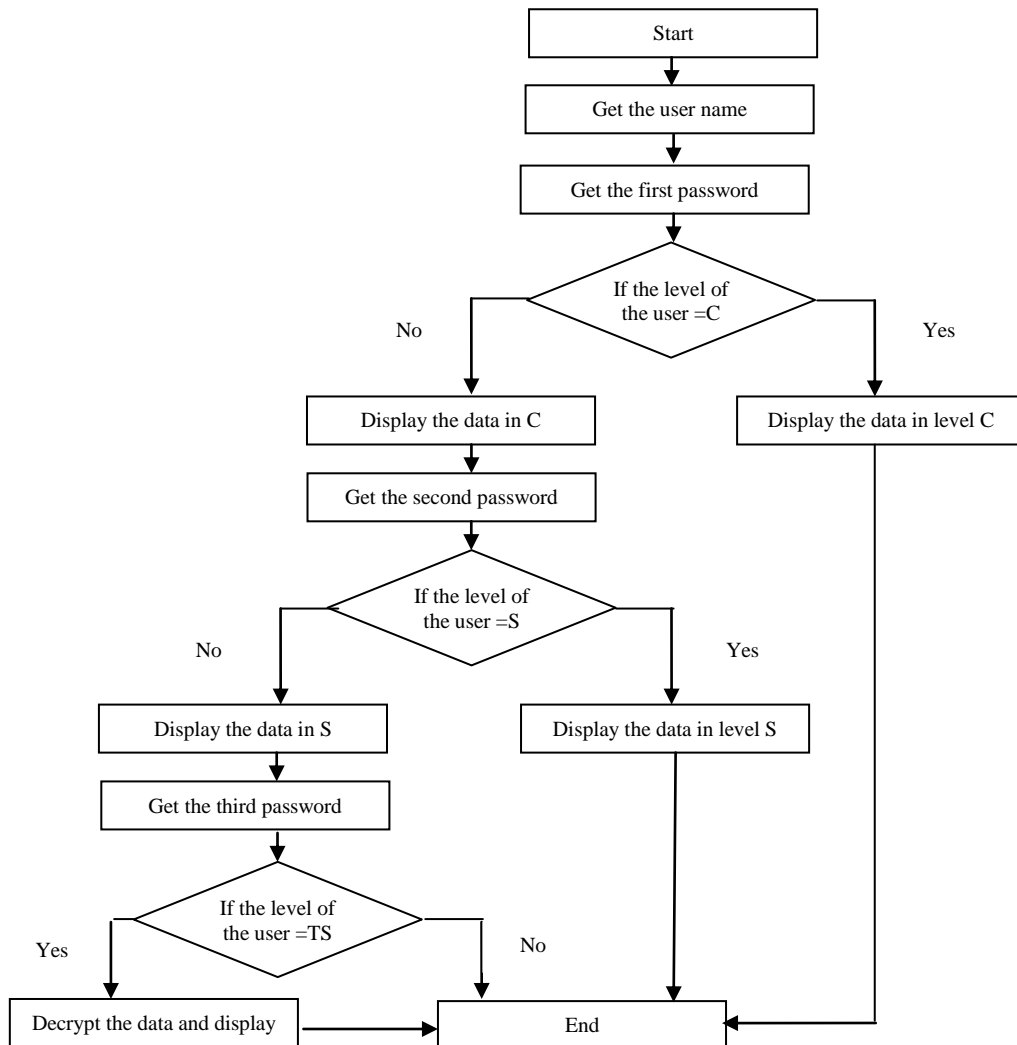 Start
Get the user name
Get the first password
If the level of
the user =C
No
Yes
Display the data in C
Display the data in level C
Get the second password
If the level of
the user =S
No
Yes
Display the data in S
Display the data in level S
Get the third password
If the level of
the user =TS
Yes
No
Decrypt the data and display
End